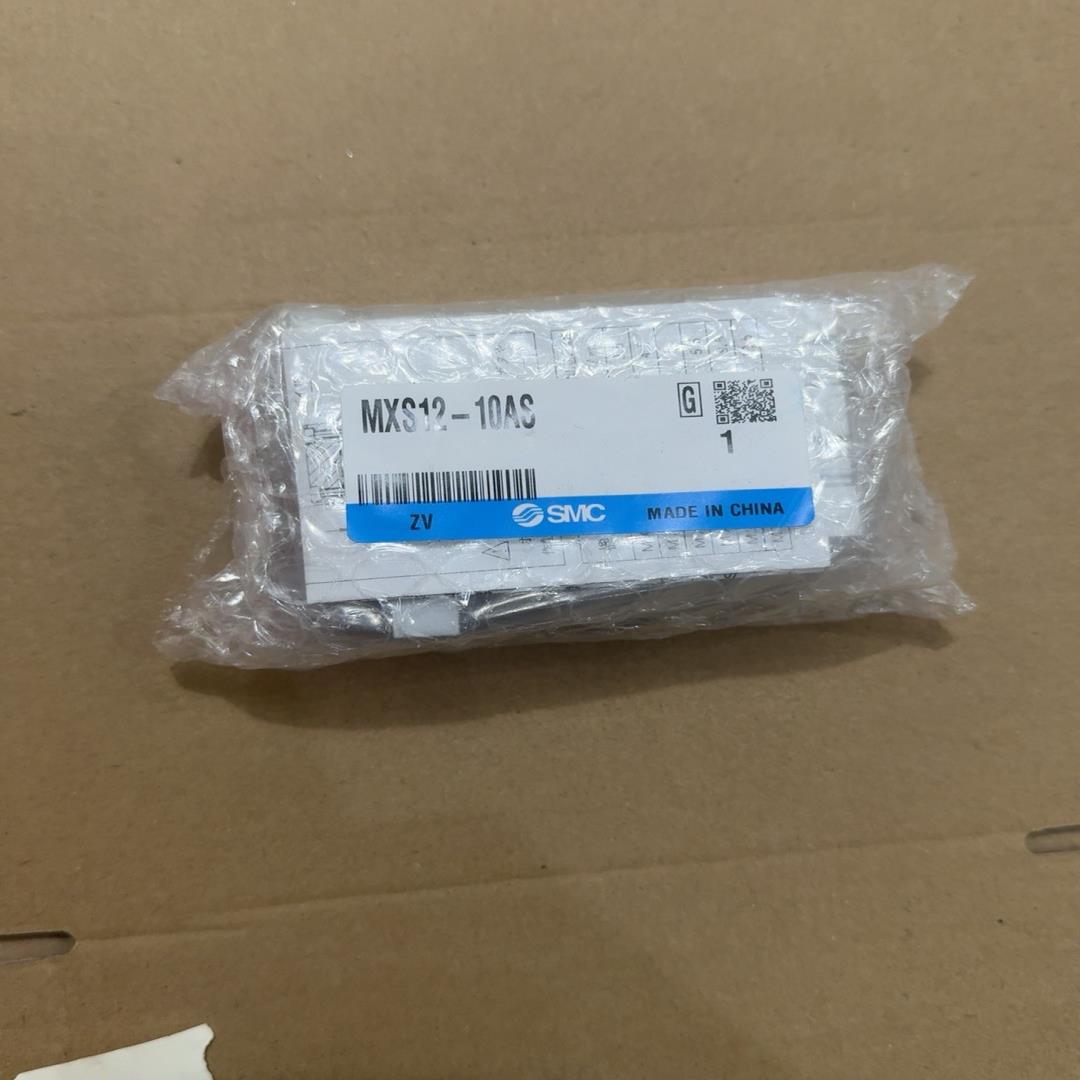 MXS12-10AS
G
1
ZV
SMC
MADE IN CHINA